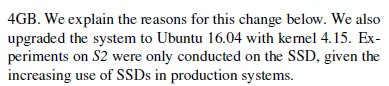 4GB. We explain the reasons for this change below. We also
upgraded the system to Ubuntu 16.04 with kernel 4.15. Ex-
periments on S2 were only conducted on the SSD, given the
increasing use of SSDs in production systems.